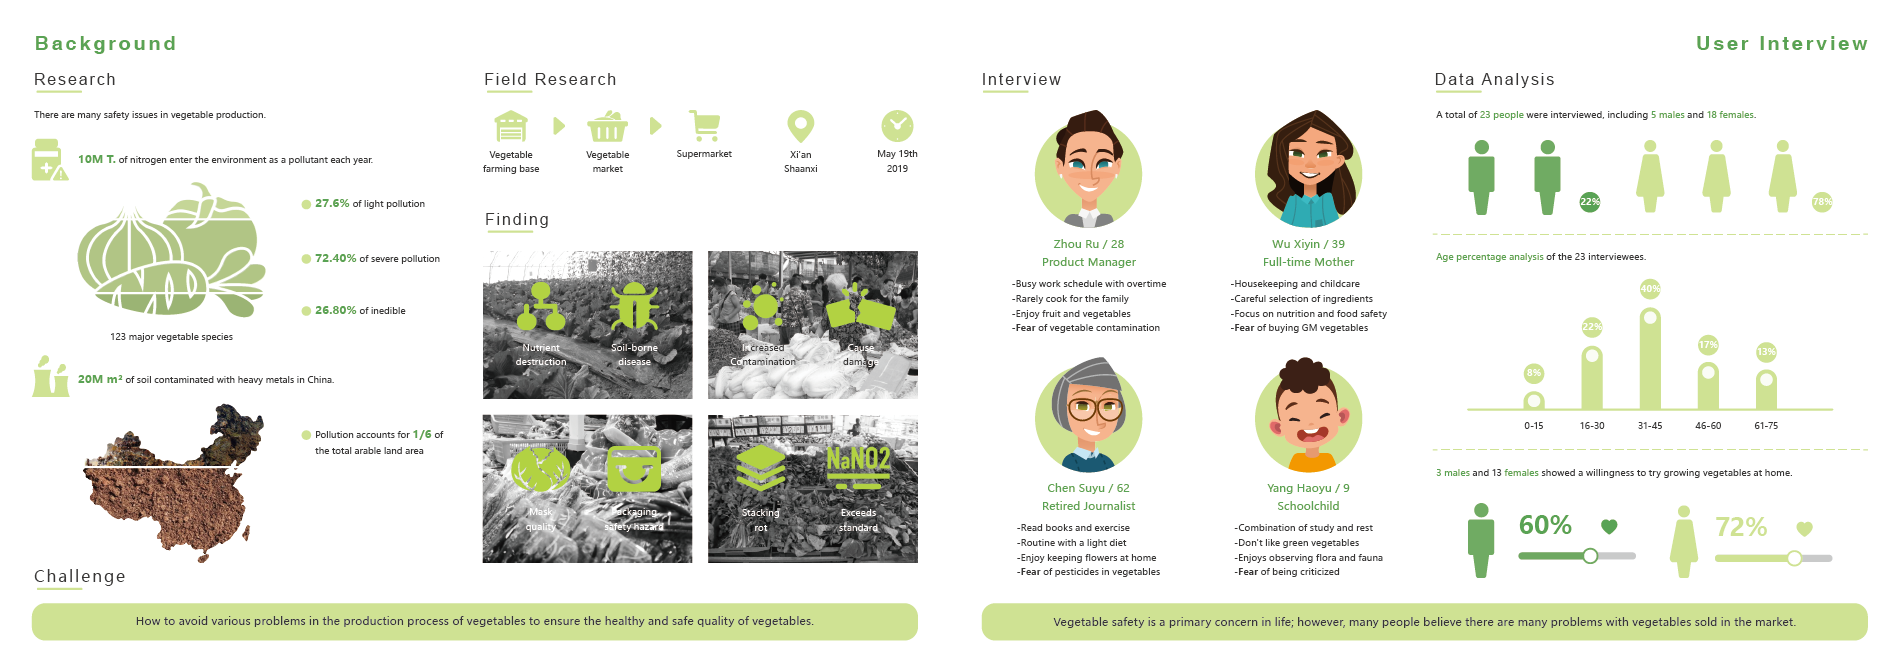 Background
Research
There are many safety issues in vegetable production.
10M T. of nitrogen enter the environment as a pollutant each year.
27.6% of light pollution
72.40% of severe pollution
26.80% of inedible
123 major vegetable species
20M m² of soil contaminated with heavy metals in China.
Pollution accounts for 1/6 of
the total arable land area
Field Research
Vegetable
farming base
Vegetable
market
Supermarket
Xi'an
Shaanxi
May 19th
2019
Finding
Nutrient
destruction
Soil-borne
disease
Increased
Contamination
Cause
damage
Mask
quality
Packaging
safety hazard
Stacking
rot
NaNO2
Exceeds
standard
Challenge
How to avoid various problems in the production process of vegetables to ensure the healthy and safe quality of vegetables.
User Interview
Interview
Zhou Ru / 28
Product Manager
-Busy work schedule with overtime
-Rarely cook for the family
-Enjoy fruit and vegetables
-Fear of vegetable contamination
Wu Xiyin / 39
Full-time Mother
-Housekeeping and childcare
-Careful selection of ingredients
-Focus on nutrition and food safety
-Fear of buying GM vegetables
Chen Suyu / 62
Retired Journalist
-Read books and exercise
-Routine with a light diet
-Enjoy keeping flowers at home
-Fear of pesticides in vegetables
Yang Haoyu / 9
Schoolchild
-Combination of study and rest
-Don't like green vegetables
-Enjoys observing flora and fauna
-Fear of being criticized
Data Analysis
A total of 23 people were interviewed, including 5 males and 18 females.
22%
78%
Age percentage analysis of the 23 interviewees.
8%
22%
40%
17%
13%
0-15
16-30
31-45
46-60
61-75
3 males and 13 females showed a willingness to try growing vegetables at home.
60%
72%
Vegetable safety is a primary concern in life; however, many people believe there are many problems with vegetables sold in the market.